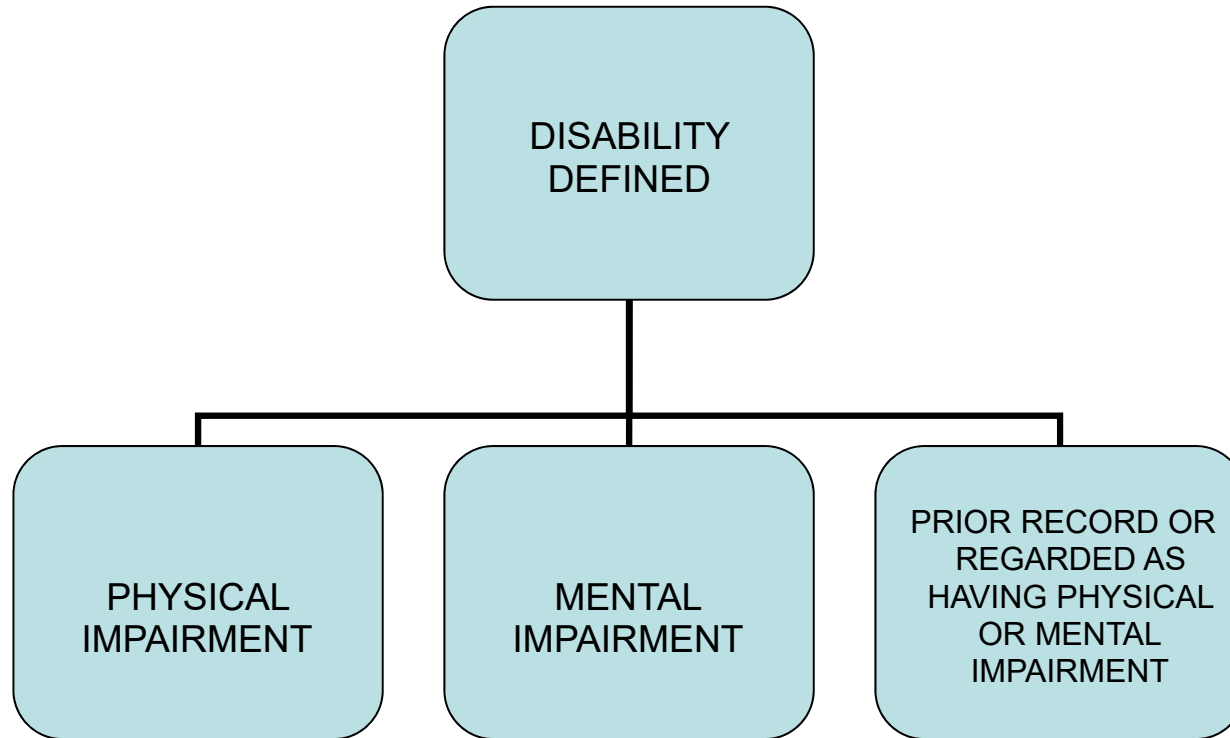 DISABILITY
DEFINED
PHYSICAL
IMPAIRMENT
MENTAL
IMPAIRMENT
PRIOR RECORD OR
REGARDED AS
HAVING PHYSICAL
OR MENTAL
IMPAIRMENT